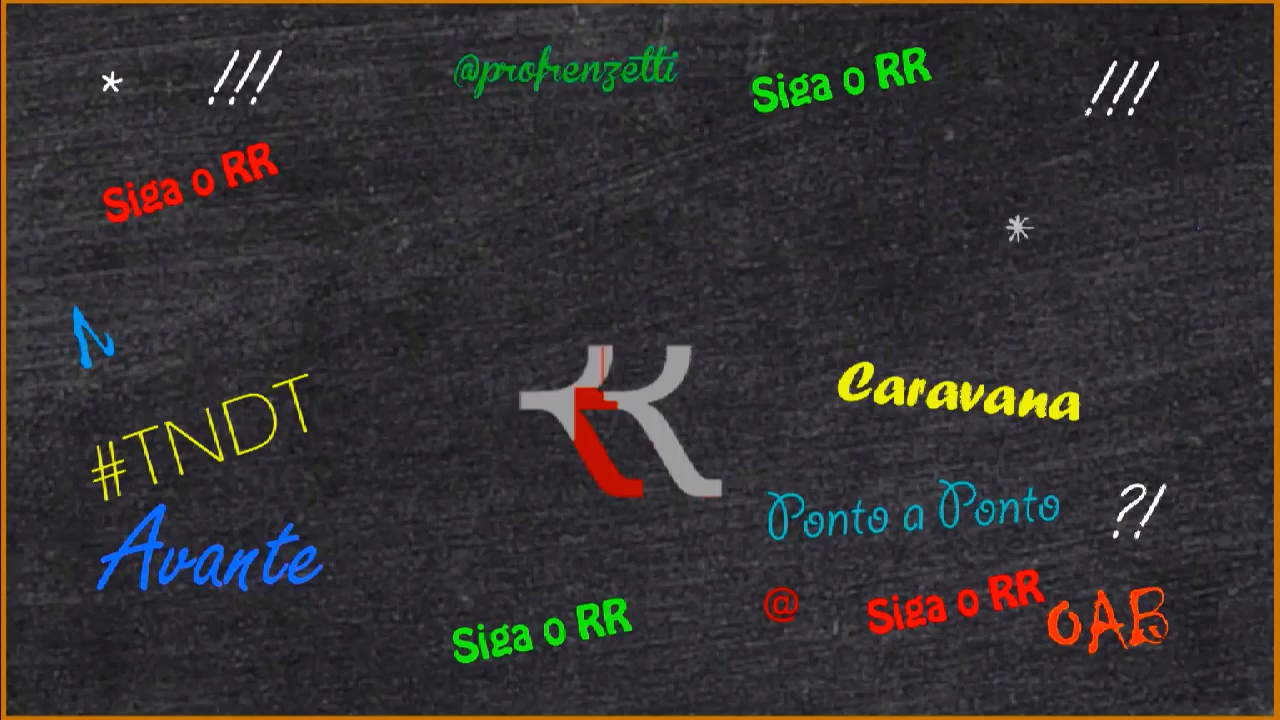 * !!!
@profrenzetti
Siga o RR
!!!
Siga o RR
*
#TNDT
Caravana
Avante
Ponto a Ponto
?!
@
Siga o RR
OAB
Siga o RR